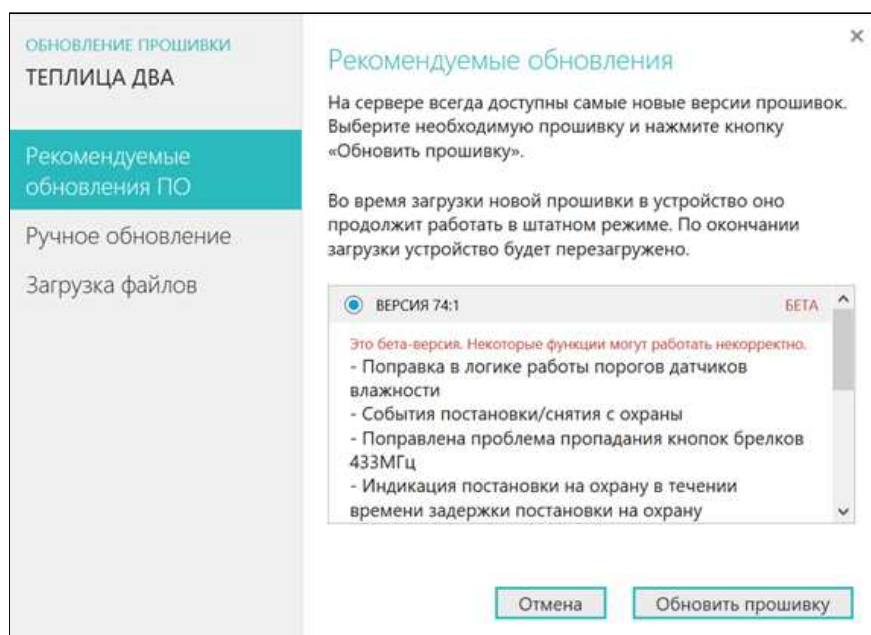 ОБНОВЛЕНИЕ ПРОШИВКИ
ТЕПЛИЦА ДВА
Рекомендуемые
обновления ПО
Ручное обновление
Загрузка файлов
Рекомендуемые обновления
На сервере всегда доступны самые новые версии прошивок.
Выберите необходимую прошивку и нажмите кнопку
«Обновить прошивку».
Во время загрузки новой прошивки в устройство оно
продолжит работать в штатном режиме. По окончании
загрузки устройство будет перезагружено.
ВЕРСИЯ 74:1 БЕТА
Это бета-версия. Некоторые функции могут работать некорректно.
- Поправка в логике работы порогов датчиков
влажности
- События постановки/снятия с охраны
- Поправлена проблема пропадания кнопок брелков
433МГц
- Индикация постановки на охрану в течении
времени задержки постановки на охрану
Отмена
Обновить прошивку